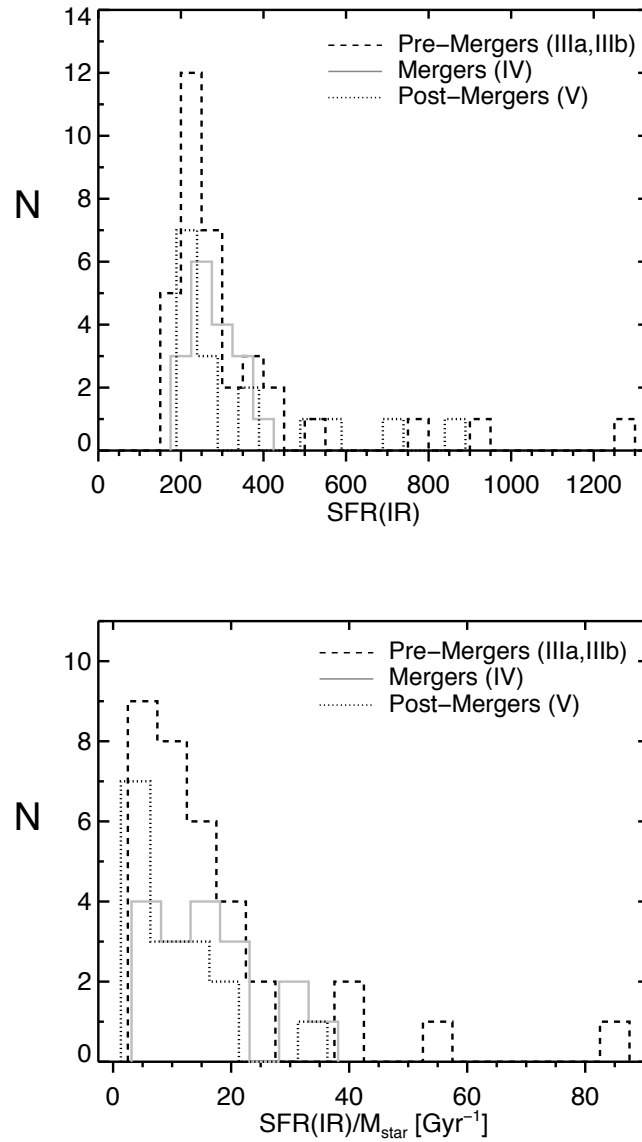 Pre−Mergers (IIIa,IIIb)
Mergers (IV)
Post−Mergers (V)
14
12
10
8
6
4
2
0
N
0 200 400 600 800 1000 1200
SFR(IR)
Pre−Mergers (IIIa,IIIb)
Mergers (IV)
Post−Mergers (V)
10
8
6
4
2
0
N
0 20 40 60 80
SFR(IR)/M_star [Gyr⁻¹]